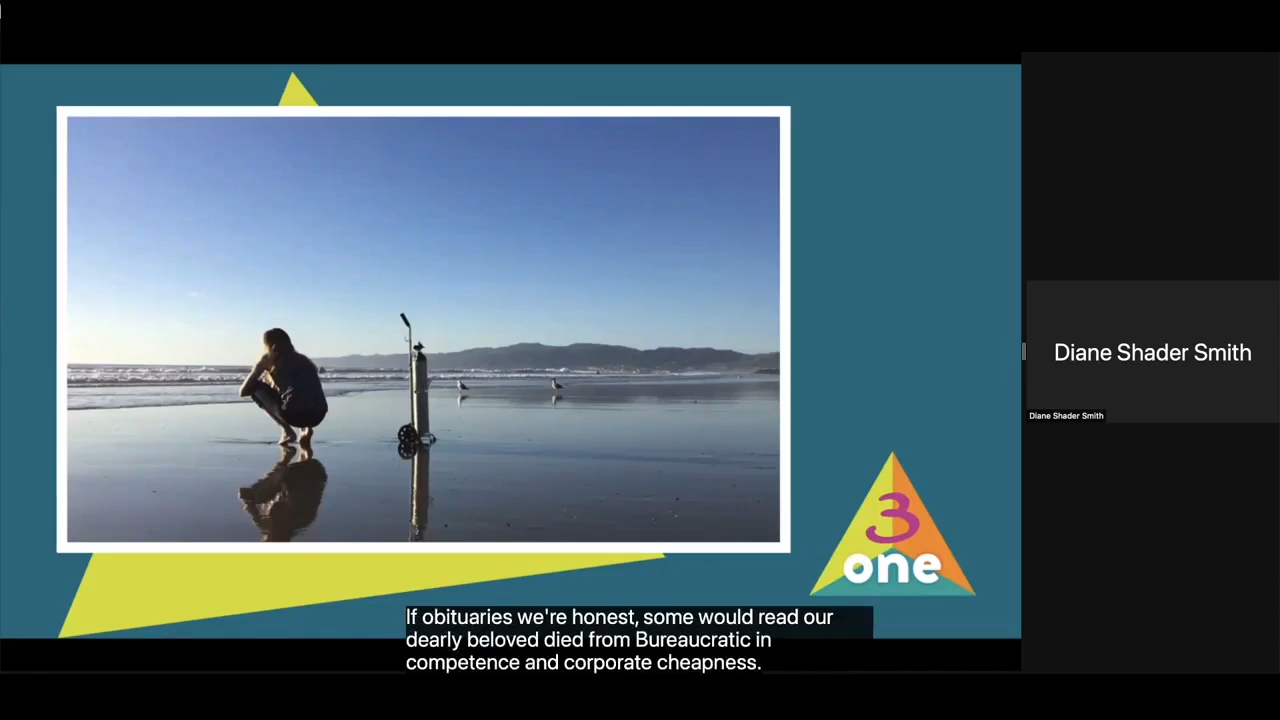 Diane Shader Smith
Diane Shader Smith
3
one
If obituaries we're honest, some would read our
dearly beloved died from Bureaucratic in
competence and corporate cheapness.